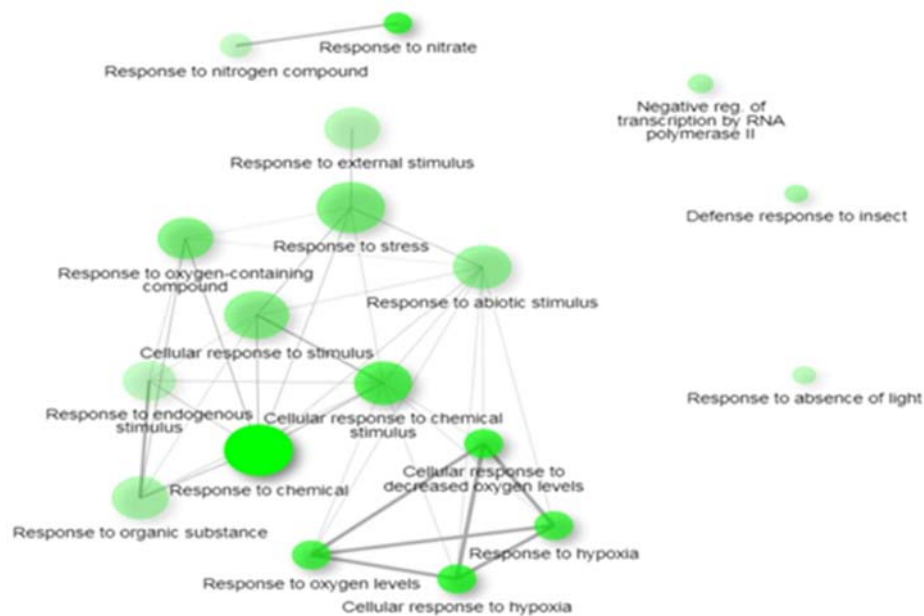 Response to nitrate
Response to nitrogen compound
Negative reg. of
transcription by RNA
polymerase II
Response to external stimulus
Defense response to insect
Response to stress
Response to oxygen-containing
compound
Response to abiotic stimulus
Cellular response to stimulus
Response to absence of light
Response to endogenous
stimulus
Cellular response to chemical
stimulus
Cellular response to
decreased oxygen levels
Response to chemical
Response to organic substance
Response to hypoxia
Response to oxygen levels
Cellular response to hypoxia